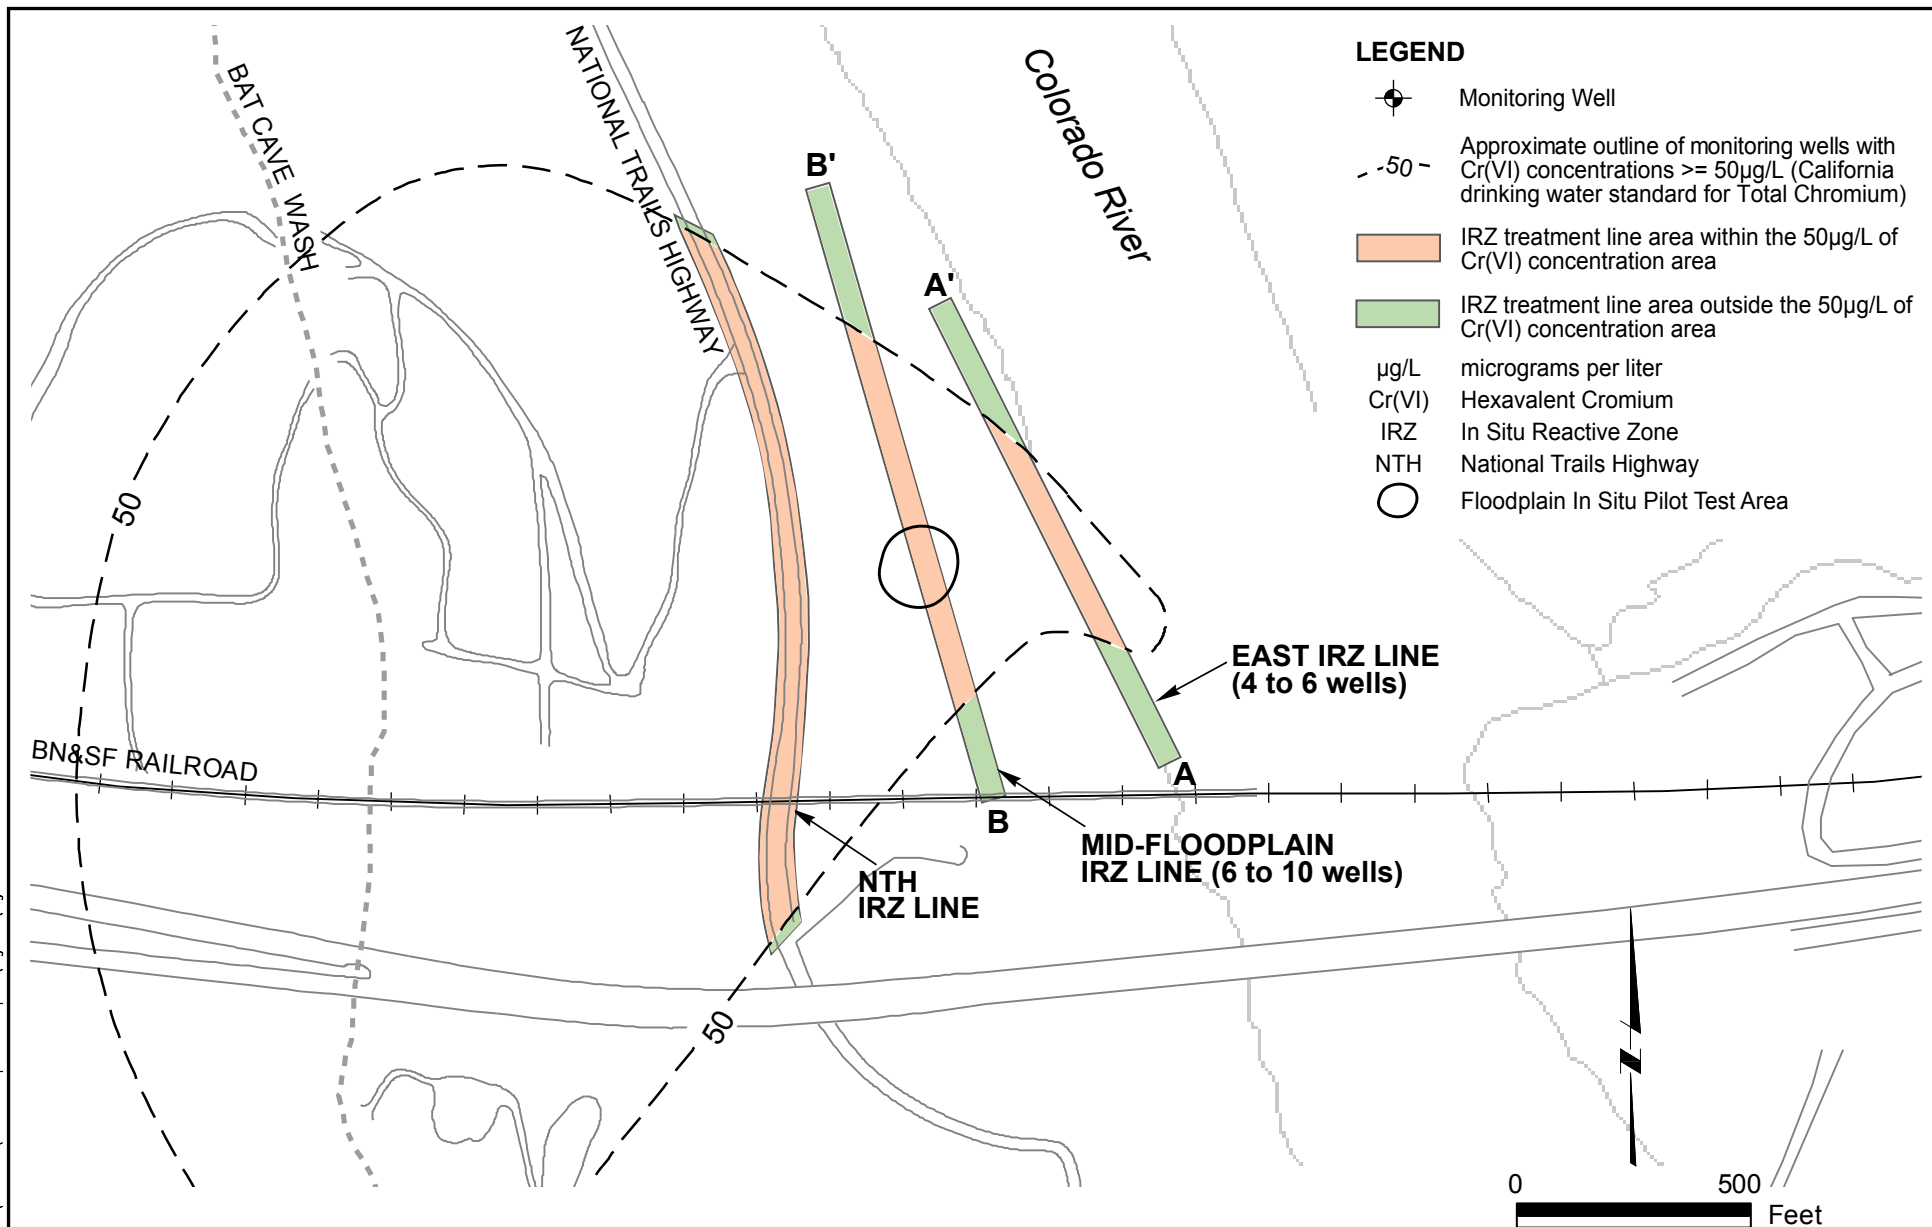 BAT CAVE WASH
NATIONAL TRAILS HIGHWAY
Colorado River
B'
A'
50
BN&SF RAILROAD
EAST IRZ LINE
(4 to 6 wells)
A
B
MID-FLOODPLAIN
IRZ LINE (6 to 10 wells)
NTH
IRZ LINE
50
LEGEND
Monitoring Well
-50-
Approximate outline of monitoring wells with
Cr(VI) concentrations >= 50µg/L (California
drinking water standard for Total Chromium)
IRZ treatment line area within the 50µg/L of
Cr(VI) concentration area
IRZ treatment line area outside the 50µg/L of
Cr(VI) concentration area
µg/L micrograms per liter
Cr(VI) Hexavalent Cromium
IRZ In Situ Reactive Zone
NTH National Trails Highway
Floodplain In Situ Pilot Test Area
N
0 500
Feet